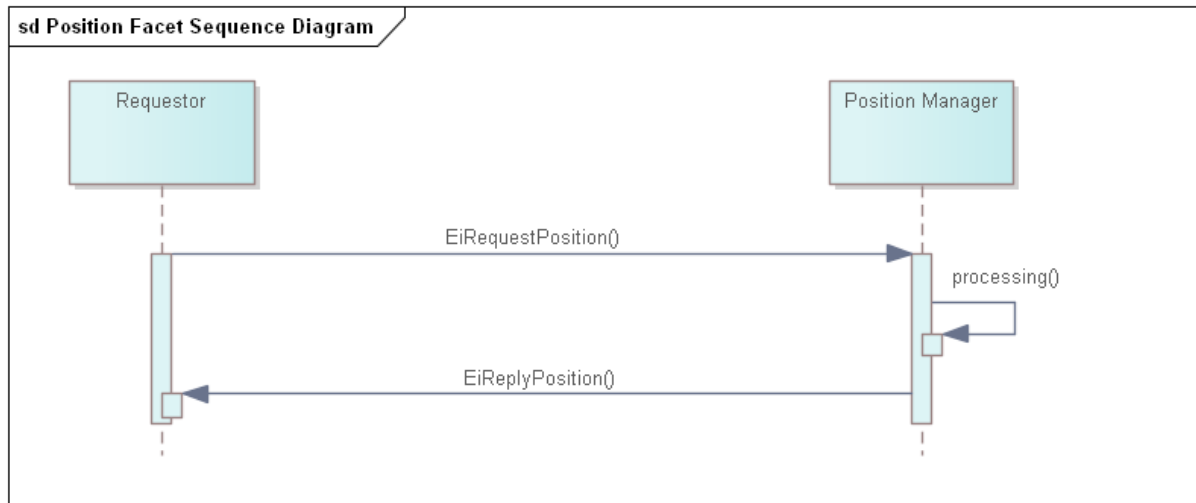 sd Position Facet Sequence Diagram
Requestor
Position Manager
EiRequestPosition()
processing()
EiReplyPosition()